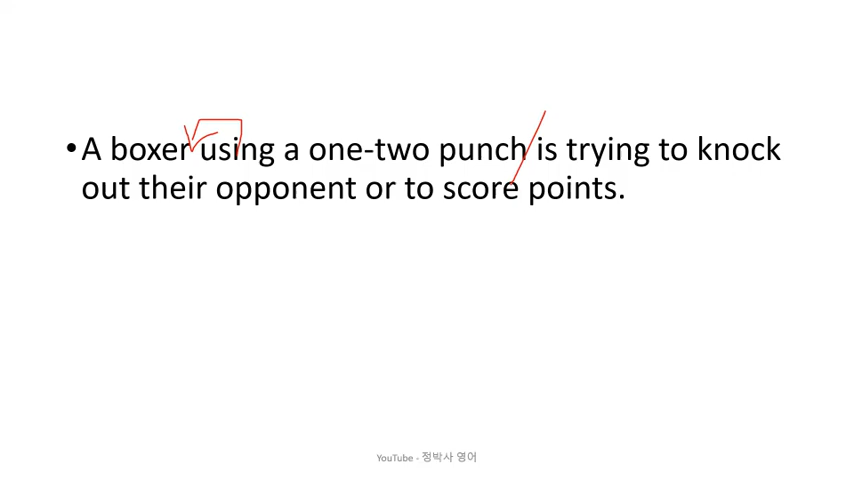 •A boxer using a one-two punch is trying to knock
out their opponent or to score points.
YouTube - 정박사 영어